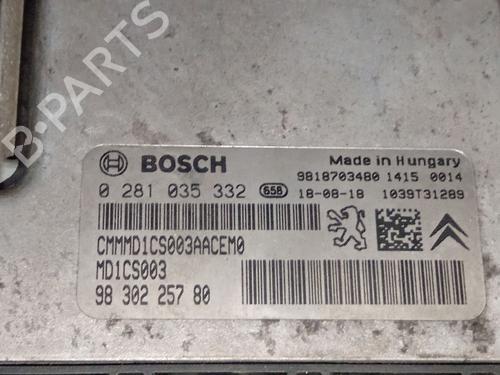 B-PARTS
BOSCH
Made in Hungary
9818703480 1415 0014
0 281 035 332 658 18-08-18 1039T31289
CMMMD1CS003AACEM0
MD1CS003
98 302 257 80